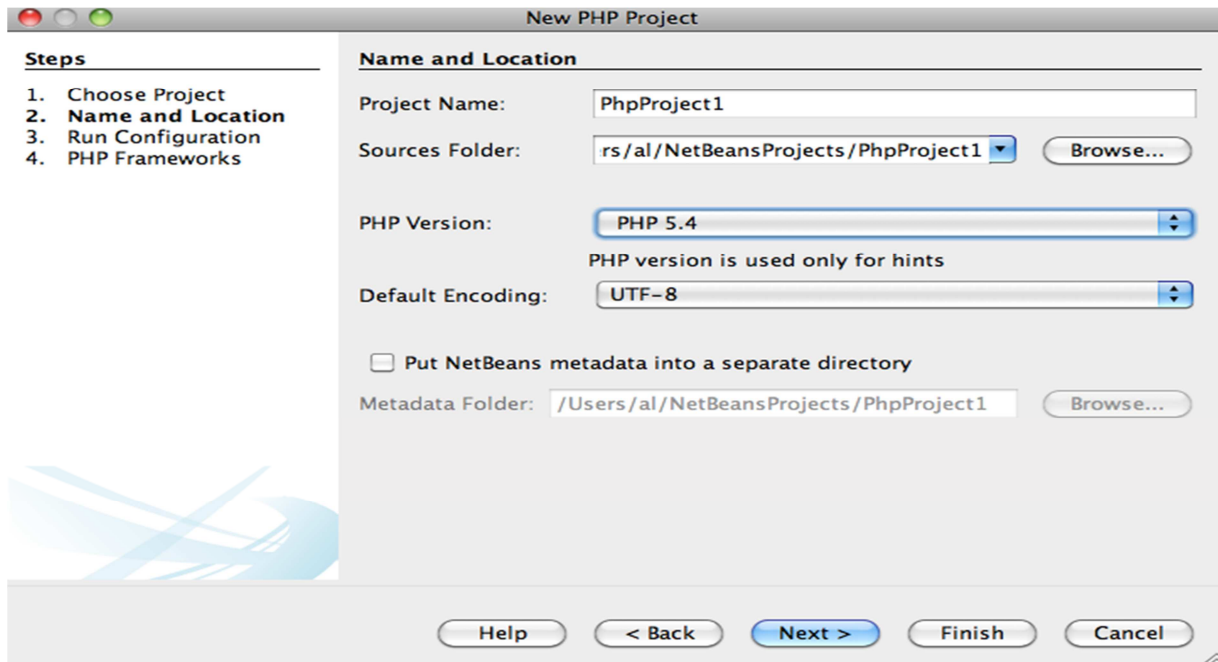 New PHP Project
Steps
1. Choose Project
2. Name and Location
3. Run Configuration
4. PHP Frameworks
Name and Location
Project Name: PhpProject1
Sources Folder: rs/al/NetBeansProjects/PhpProject1 Browse...
PHP Version: PHP 5.4
PHP version is used only for hints
Default Encoding: UTF-8
Put NetBeans metadata into a separate directory
Metadata Folder: /Users/al/NetBeansProjects/PhpProject1 Browse...
Help < Back Next > Finish Cancel